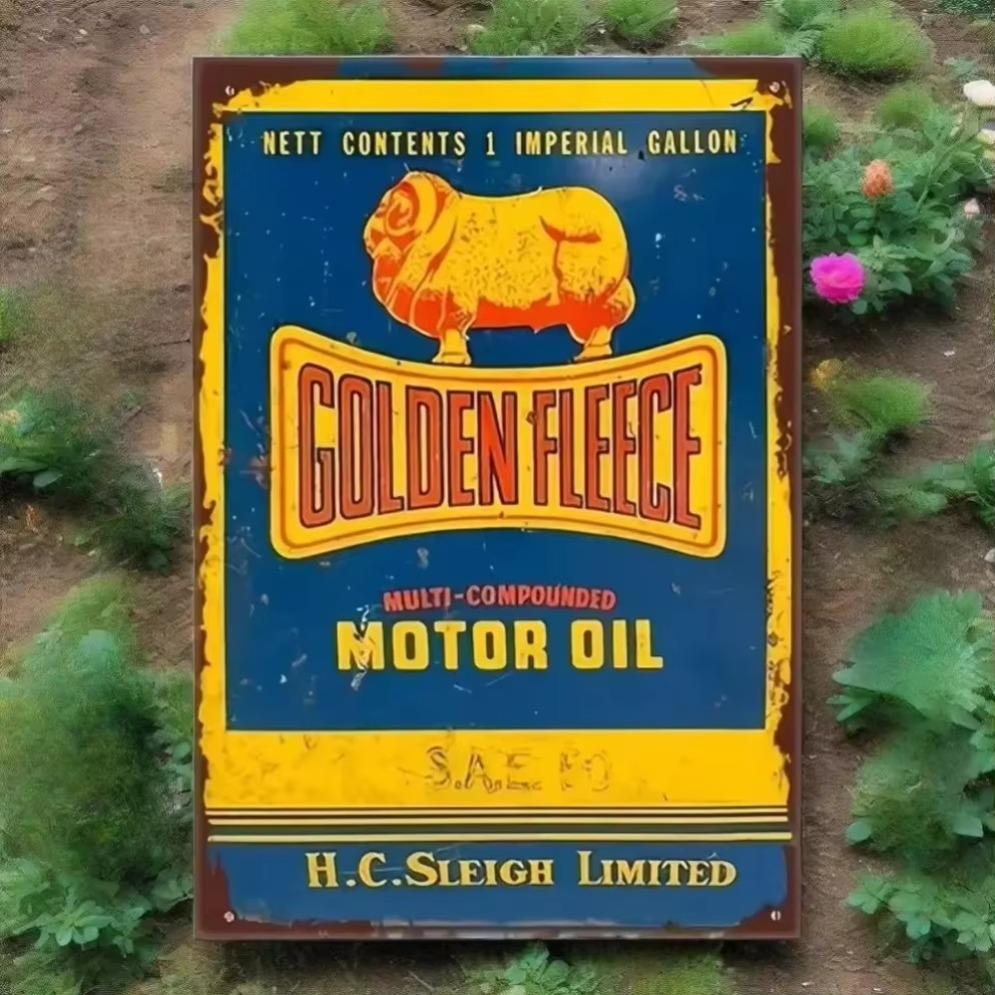 NETT CONTENTS 1 IMPERIAL GALLON
GOLDEN FLEECE
MULTI-COMPOUNDED
MOTOR OIL
S.A.E.
H.C. SLEIGH LIMITED